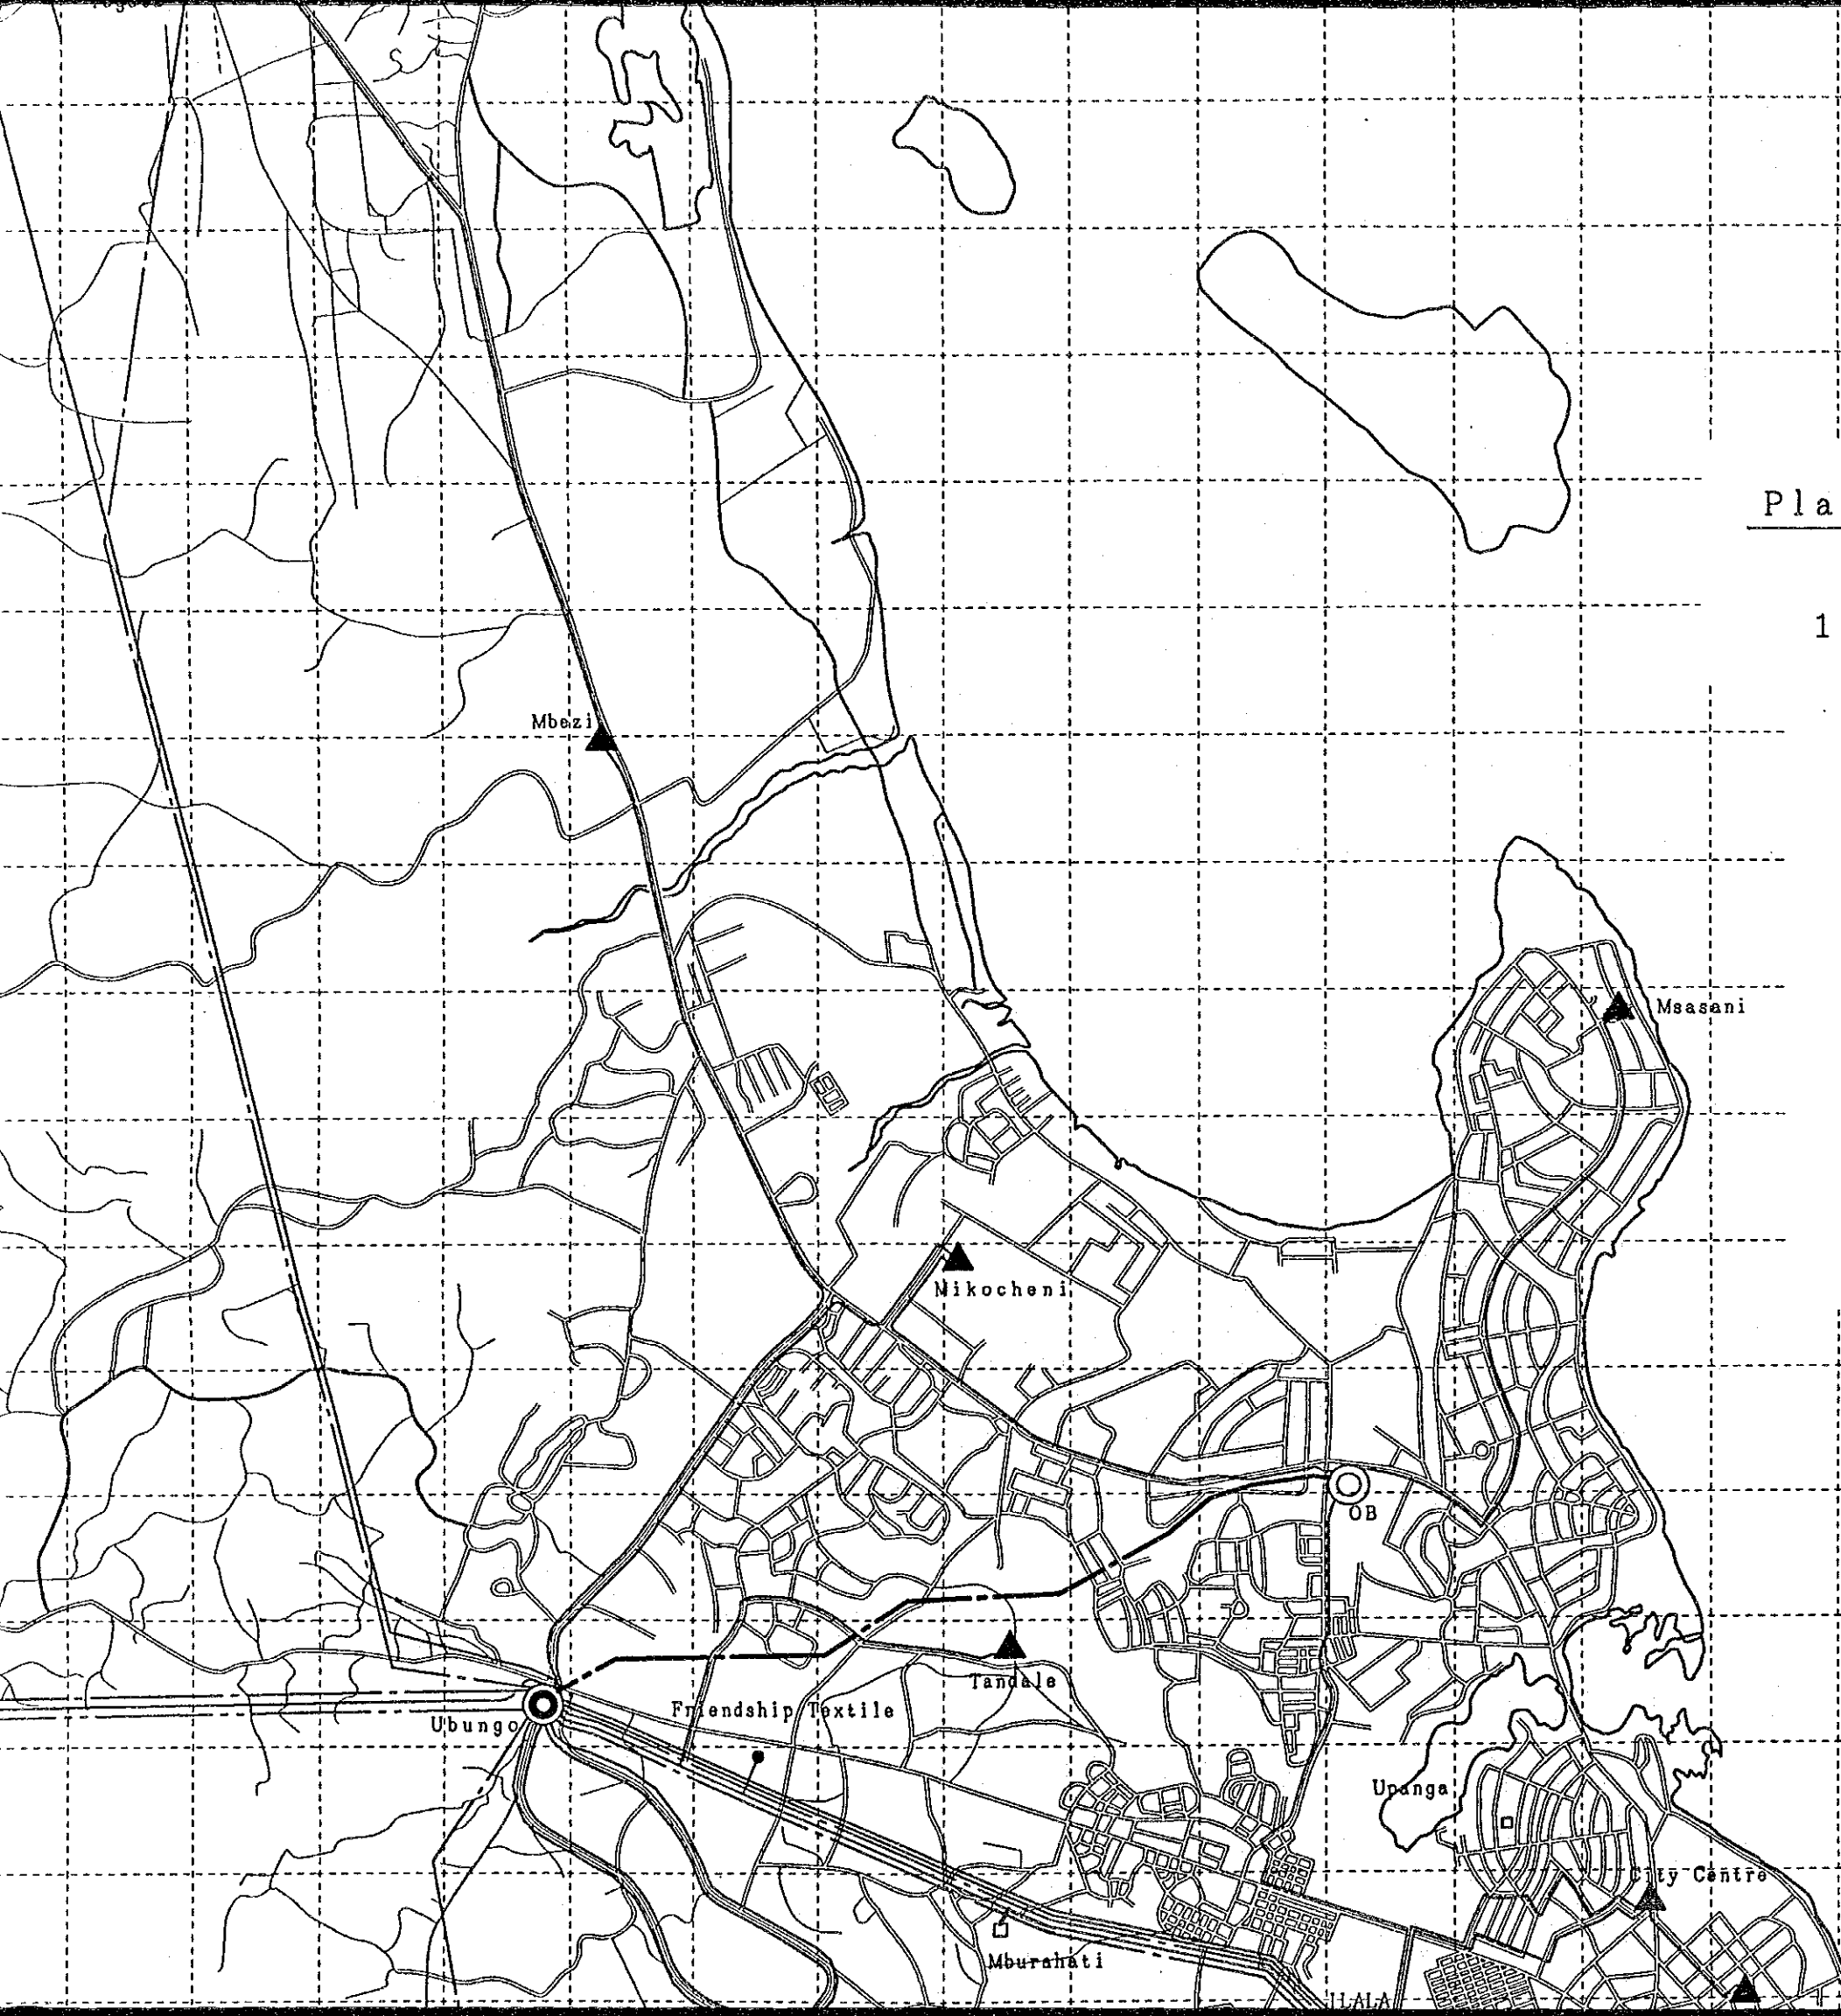 Pla
1
Mbezi
Msasani
Mikocheni
OB
Tandale
Friendship Textile
Ubungo
Upanga
City Centre
Mburahati
ILALA